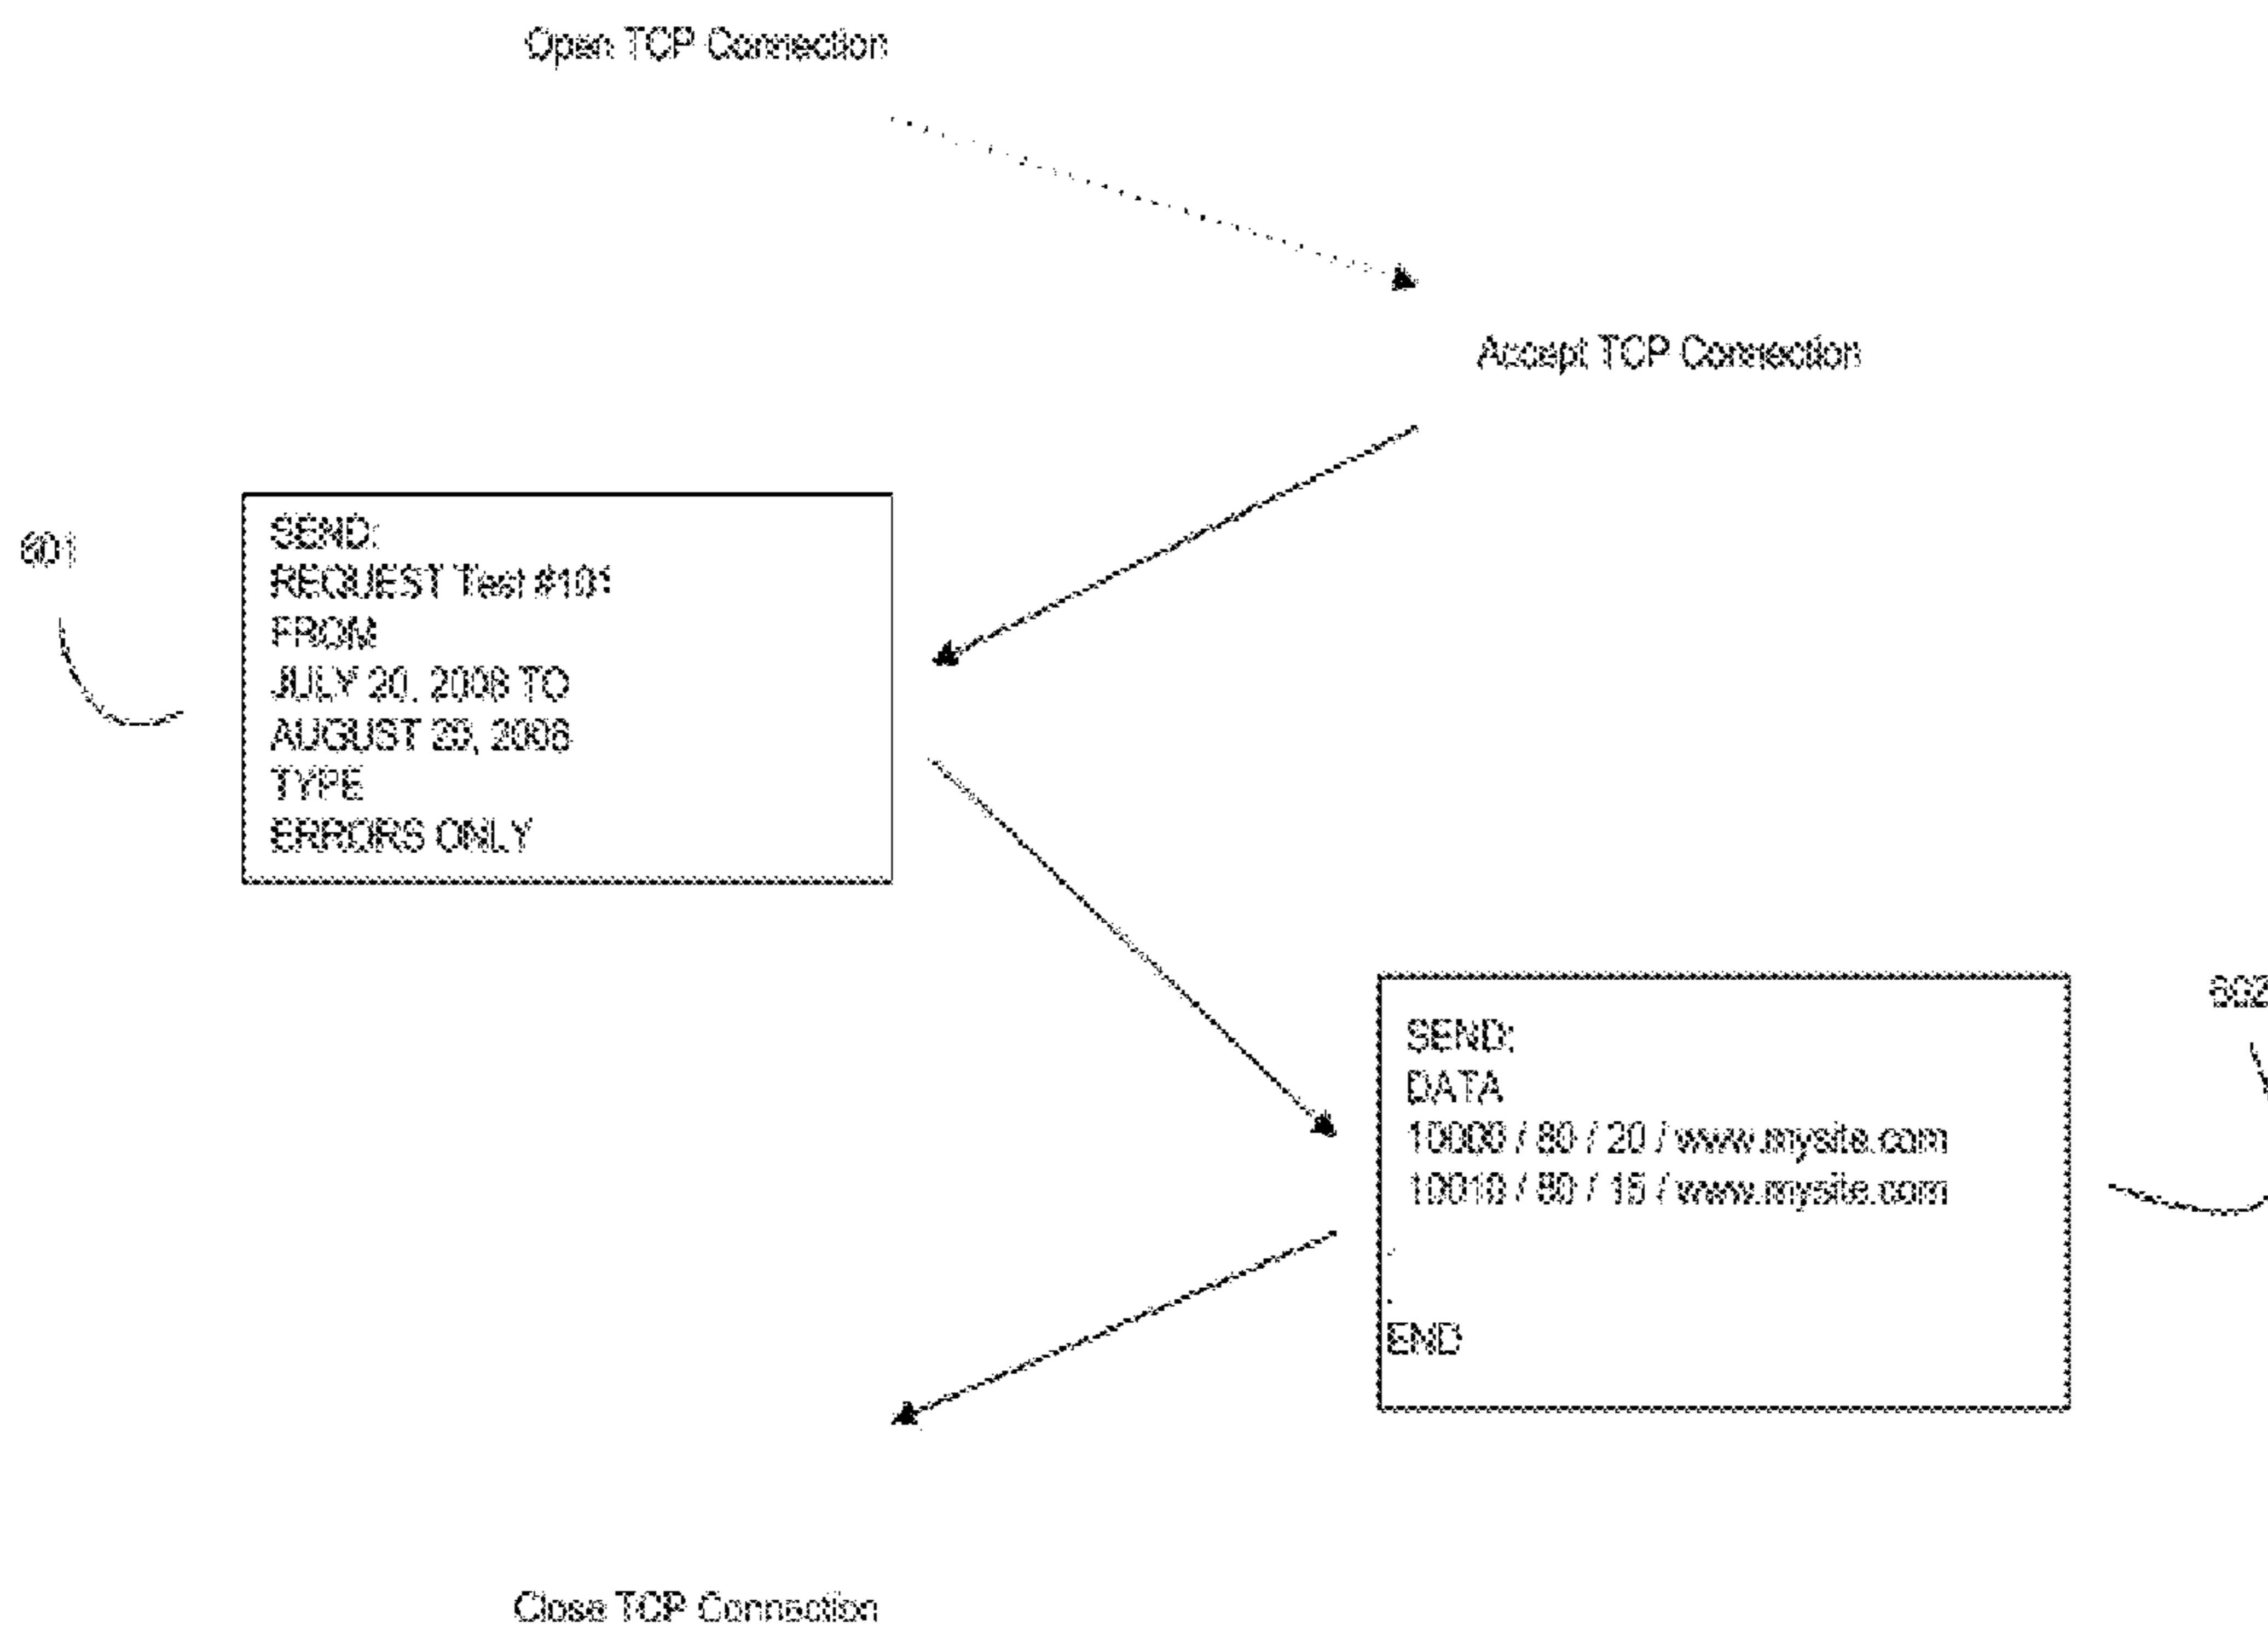 Open TCP Connection
Accept TCP Connection
601
SEND:
REQUEST Test #101
FROM
JULY 20, 2008 TO
AUGUST 20, 2008
TYPE
ERRORS ONLY
602
SEND:
DATA
10000 / 80 / 20 / www.mysite.com
10010 / 80 / 15 / www.mysite.com
.
.
END
Close TCP Connection